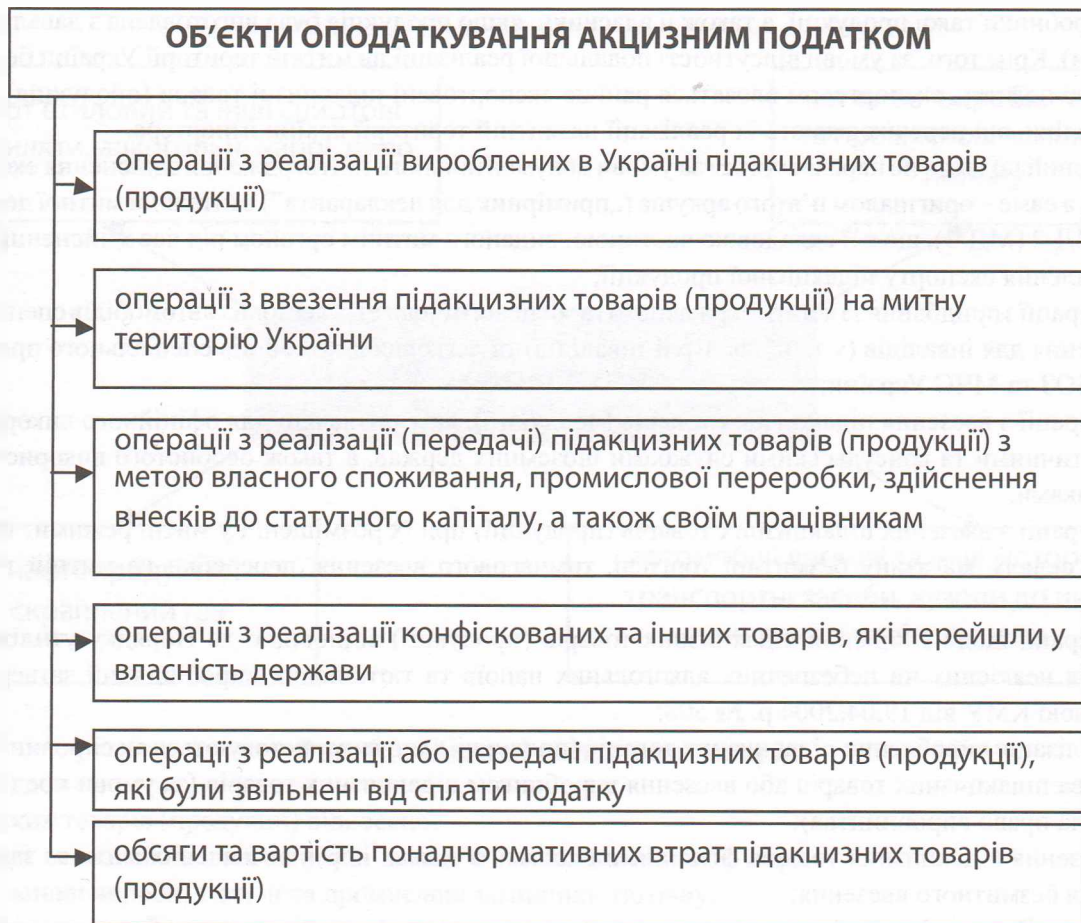 ОБ’ЄКТИ ОПОДАТКУВАННЯ АКЦИЗНИМ ПОДАТКОМ
операції з реалізації вироблених в Україні підакцизних товарів
(продукції)
операції з ввезення підакцизних товарів (продукції) на митну
територію України
операції з реалізації (передачі) підакцизних товарів (продукції) з
метою власного споживання, промислової переробки, здійснення
внесків до статутного капіталу, а також своїм працівникам
операції з реалізації конфіскованих та інших товарів, які перейшли у
власність держави
операції з реалізації або передачі підакцизних товарів (продукції),
які були звільнені від сплати податку
обсяги та вартість понаднормативних втрат підакцизних товарів
(продукції)